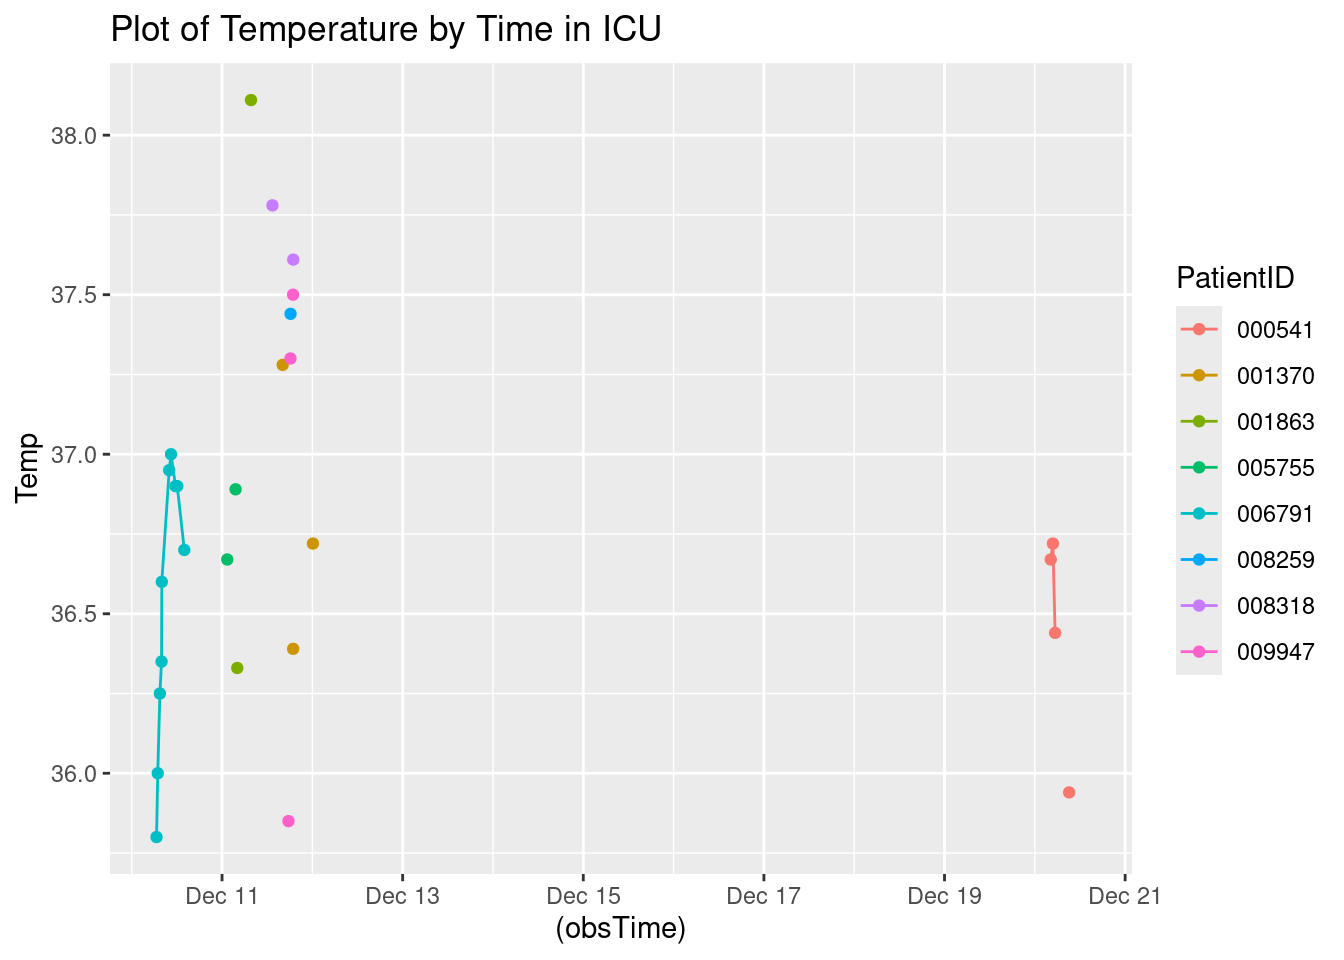 Plot of Temperature by Time in ICU
Temp
38.0
37.5
37.0
36.5
36.0
Dec 11 Dec 13 Dec 15 Dec 17 Dec 19 Dec 21
(obsTime)
PatientID
000541
001370
001863
005755
006791
008259
008318
009947